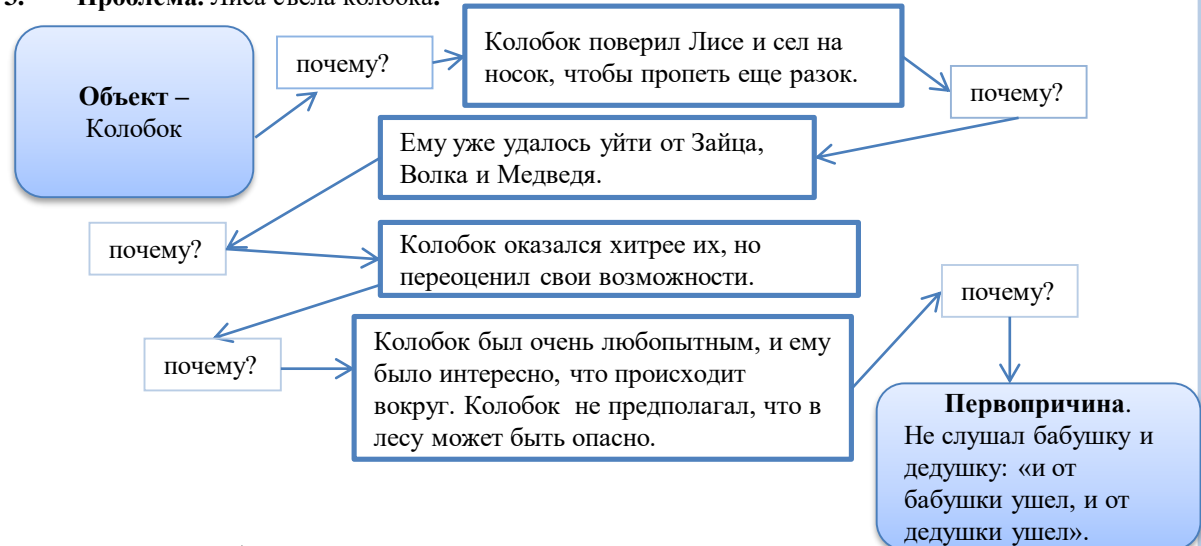 Проблема. Лиса съела колобка.
Объект –
Колобок
почему?
Колобок поверил Лисе и сел на
носок, чтобы пропеть еще разок.
почему?
Ему уже удалось уйти от Зайца,
Волка и Медведя.
почему?
Колобок оказался хитрее их, но
переоценил свои возможности.
почему?
Колобок был очень любопытным, и ему
было интересно, что происходит
вокруг. Колобок не предполагал, что в
лесу может быть опасно.
почему?
Первопричина.
Не слушал бабушку и
дедушку: «и от
бабушки ушел, и от
дедушки ушел».